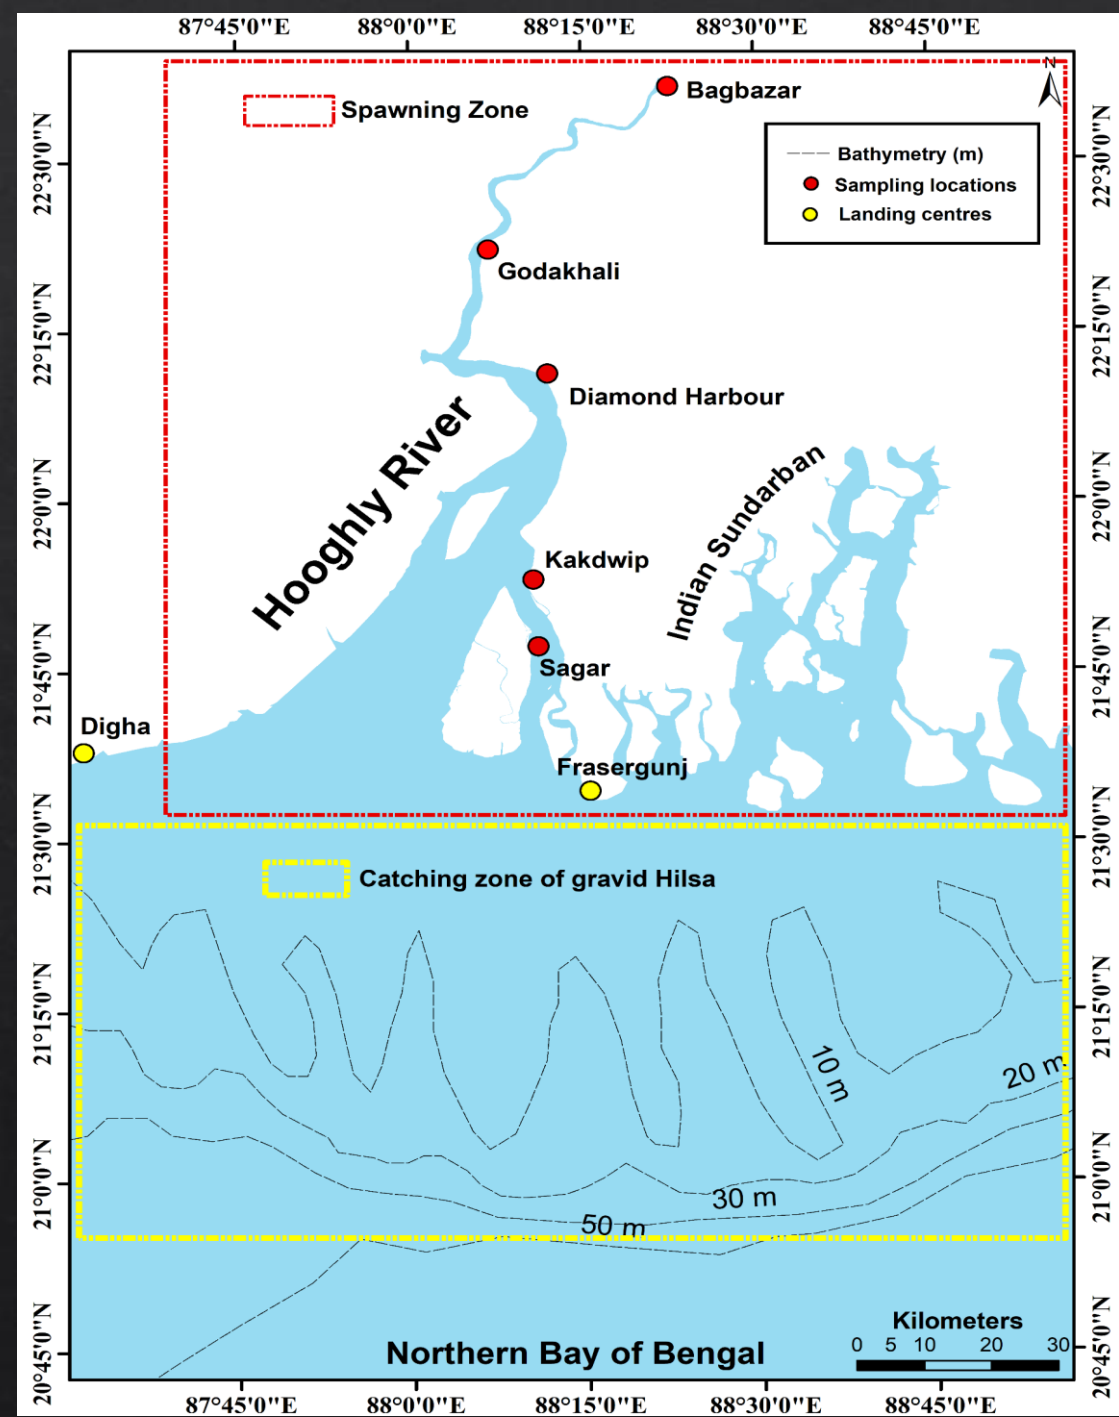 87°45'0"E 88°0'0"E 88°15'0"E 88°30'0"E 88°45'0"E
N
Bagbazar
Spawning Zone
Bathymetry (m)
Sampling locations
Landing centres
22°30'0"N 22°30'0"N
Godakhali
22°15'0"N 22°15'0"N
Diamond Harbour
Hooghly River
Indian Sundarban
22°0'0"N 22°0'0"N
Kakdwip
Sagar
21°45'0"N 21°45'0"N
Digha
Frasergunj
21°30'0"N 21°30'0"N
Catching zone of gravid Hilsa
21°15'0"N 21°15'0"N
10 m
20 m
21°0'0"N 21°0'0"N
30 m
50 m
Kilometers
0 5 10 20 30
Northern Bay of Bengal
20°45'0"N 20°45'0"N
87°45'0"E 88°0'0"E 88°15'0"E 88°30'0"E 88°45'0"E